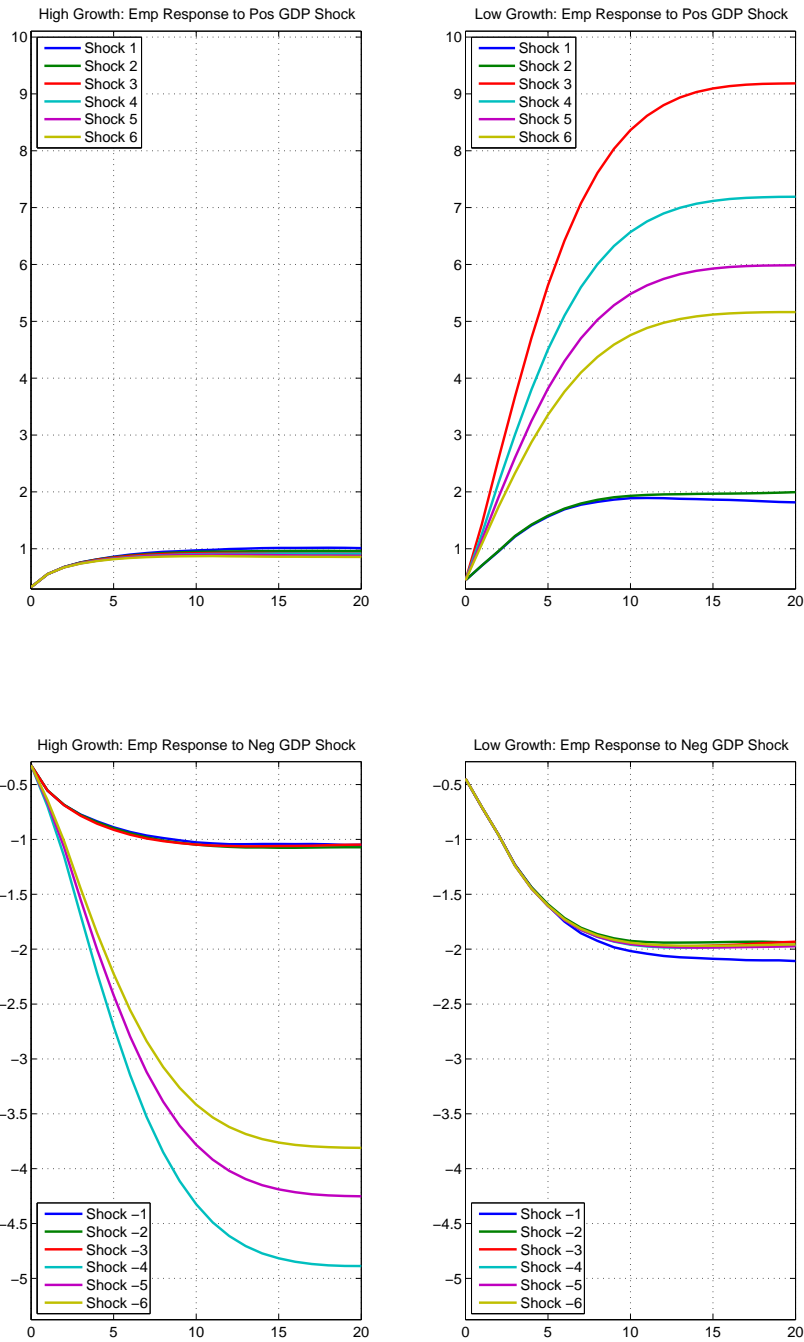 High Growth: Emp Response to Pos GDP Shock
10
9
8
7
6
5
4
3
2
1
0
5
10
15
20
Shock 1
Shock 2
Shock 3
Shock 4
Shock 5
Shock 6
Low Growth: Emp Response to Pos GDP Shock
10
9
8
7
6
5
4
3
2
1
0
5
10
15
20
Shock 1
Shock 2
Shock 3
Shock 4
Shock 5
Shock 6
High Growth: Emp Response to Neg GDP Shock
−0.5
−1
−1.5
−2
−2.5
−3
−3.5
−4
−4.5
−5
0
5
10
15
20
Shock −1
Shock −2
Shock −3
Shock −4
Shock −5
Shock −6
Low Growth: Emp Response to Neg GDP Shock
−0.5
−1
−1.5
−2
−2.5
−3
−3.5
−4
−4.5
−5
0
5
10
15
20
Shock −1
Shock −2
Shock −3
Shock −4
Shock −5
Shock −6